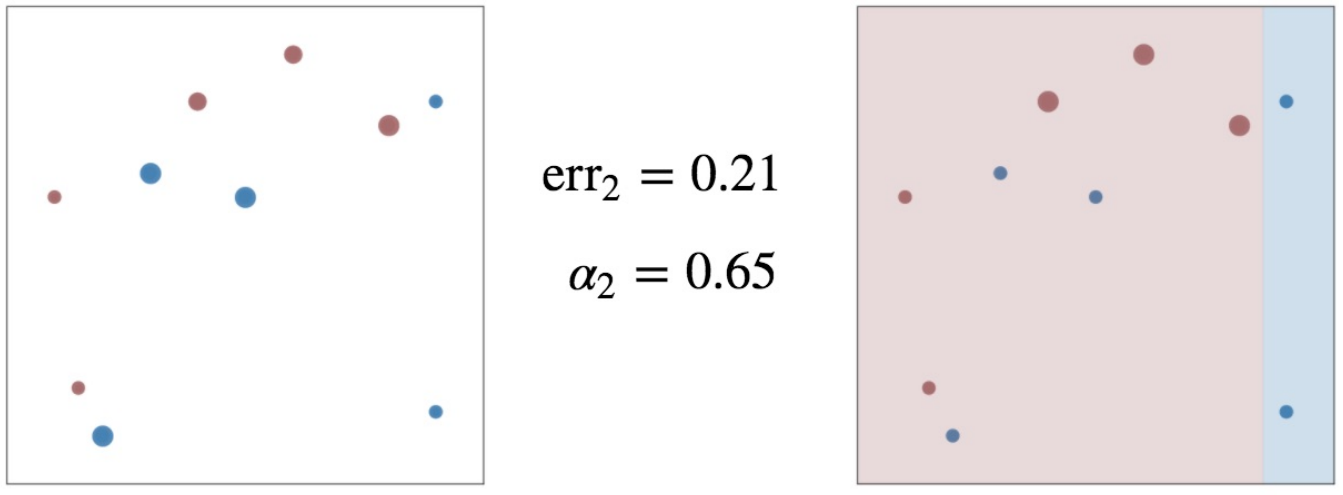 err₂ = 0.21
α₂ = 0.65